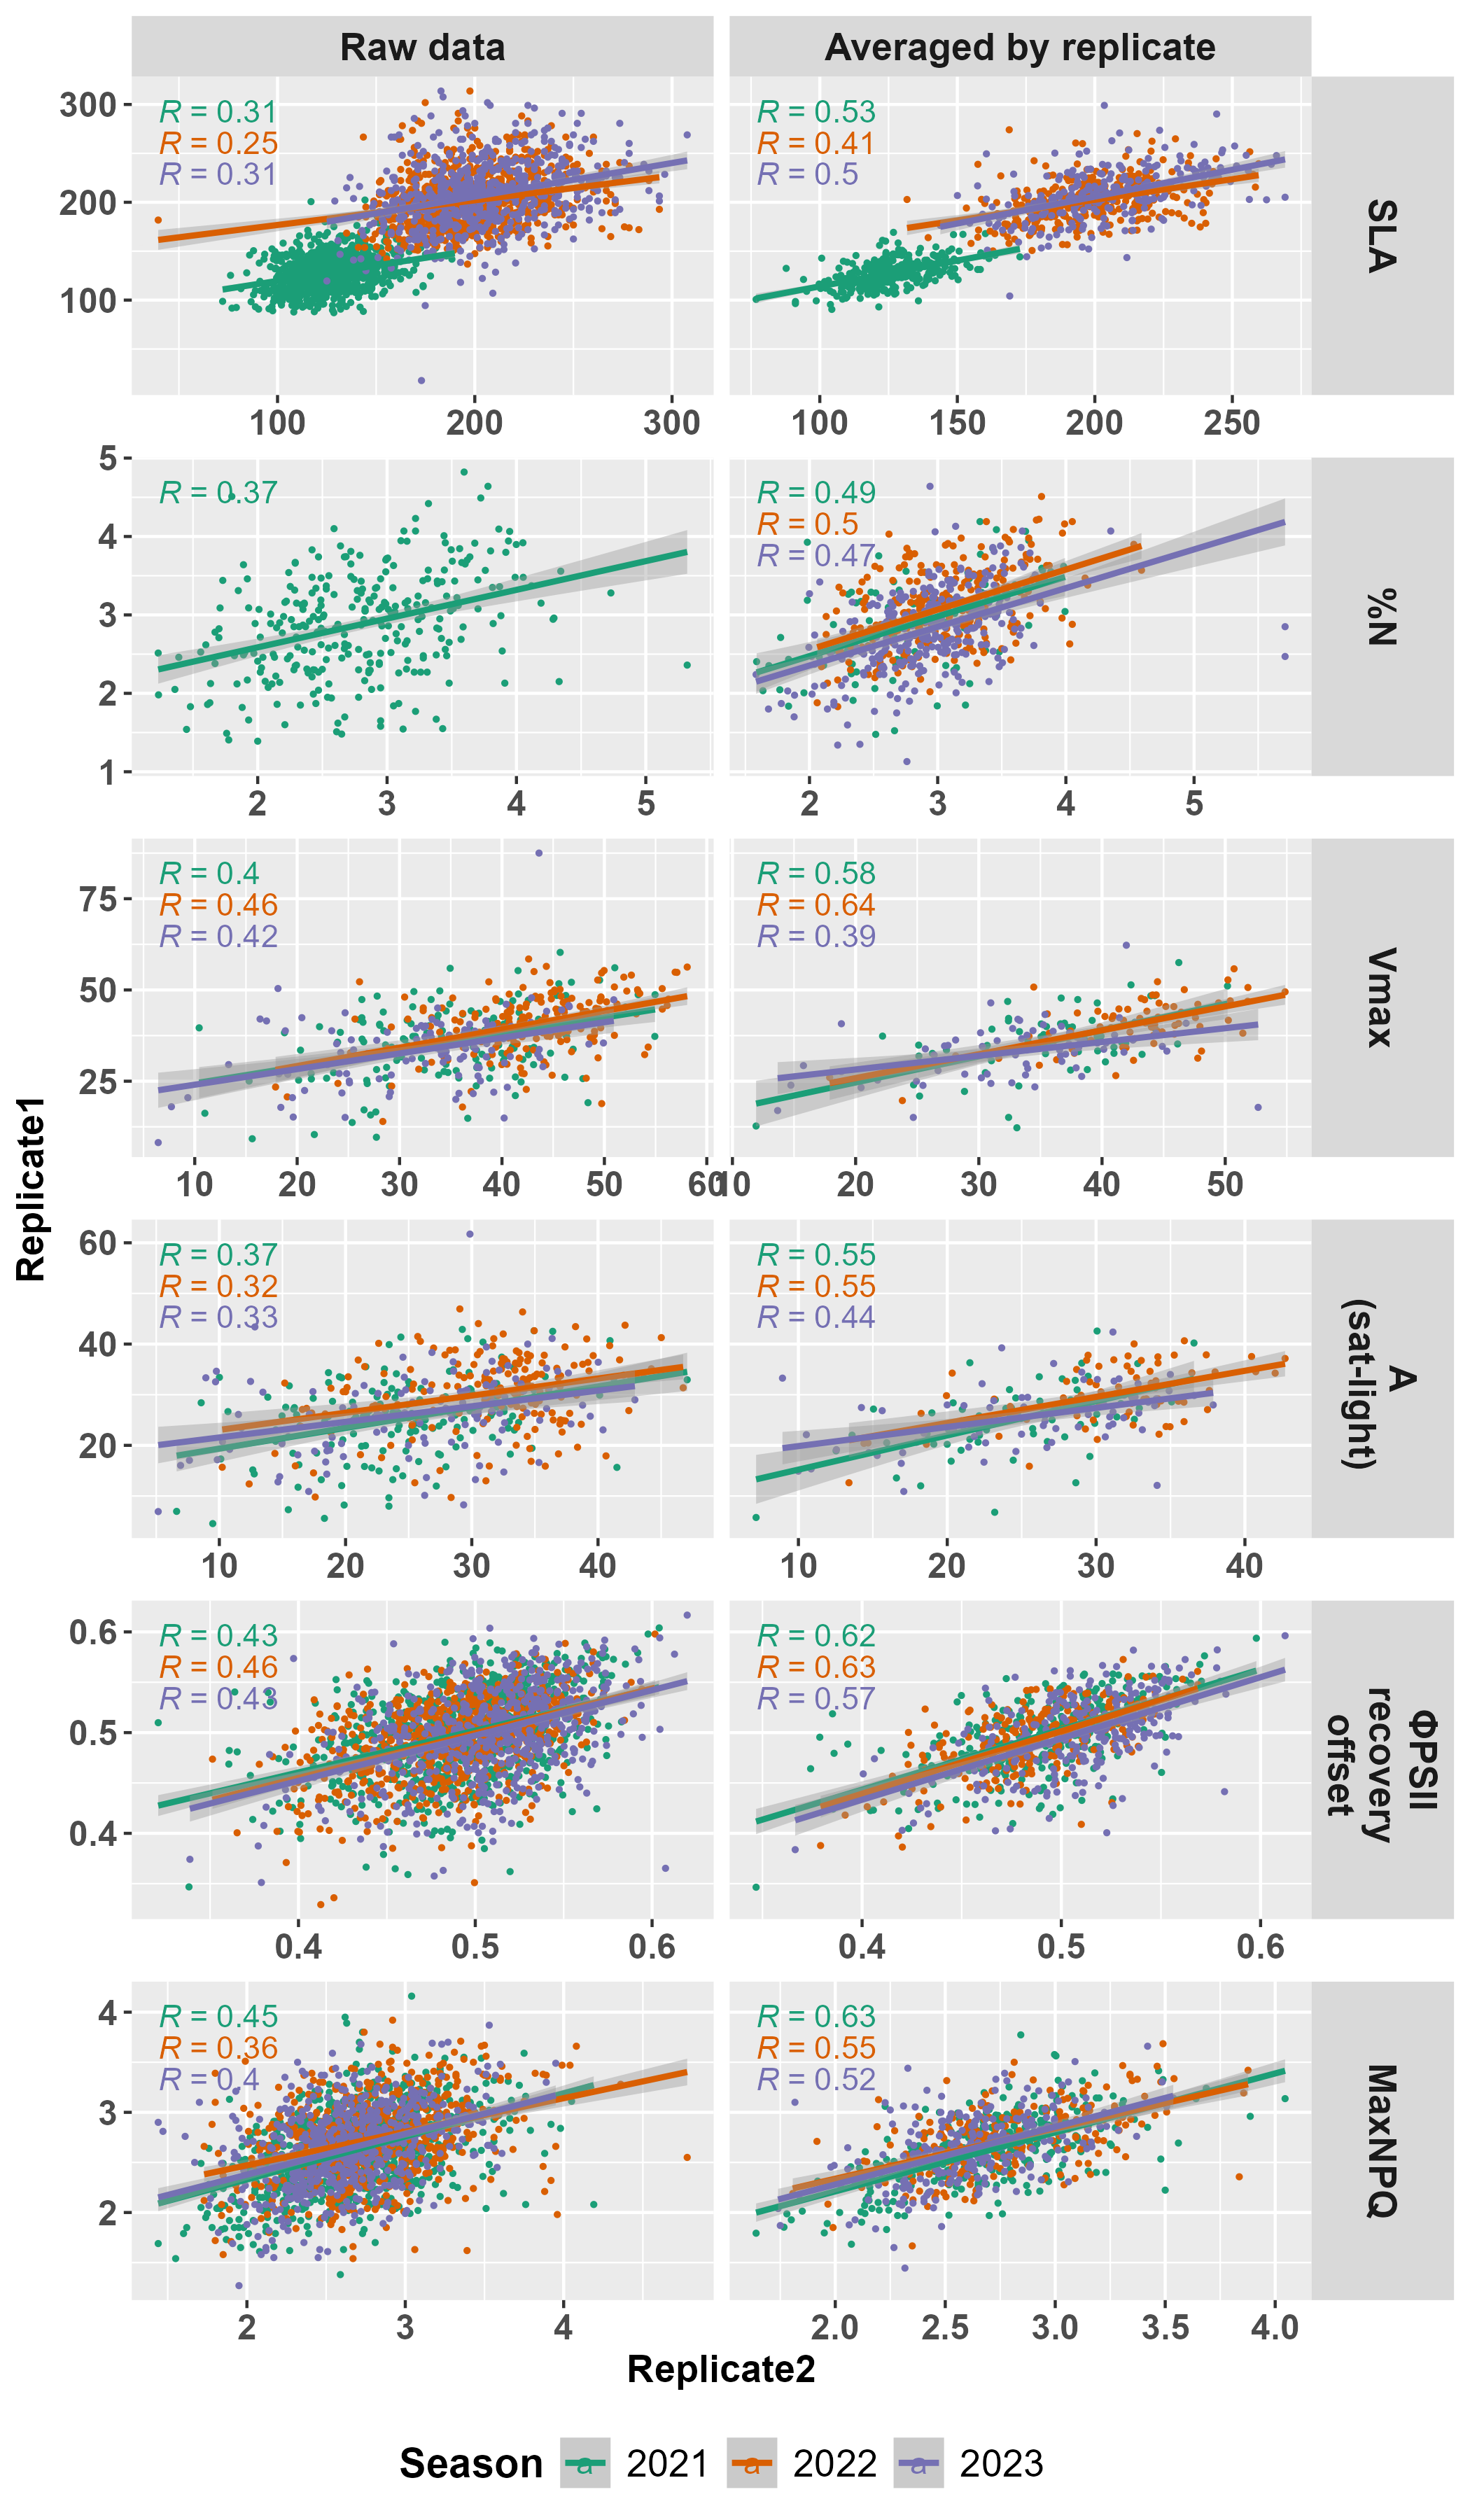 Raw data
Averaged by replicate
R = 0.31
R = 0.25
R = 0.31
R = 0.53
R = 0.41
R = 0.5
300
200
100
100 200 300
100 150 200 250
SLA
R = 0.37
R = 0.49
R = 0.5
R = 0.47
5
4
3
2
1
2 3 4 5
2 3 4 5
%N
R = 0.4
R = 0.46
R = 0.42
R = 0.58
R = 0.64
R = 0.39
75
50
25
10 20 30 40 50 60
10 20 30 40 50
Vmax
Replicate1
R = 0.37
R = 0.32
R = 0.33
R = 0.55
R = 0.55
R = 0.44
60
40
20
10 20 30 40
10 20 30 40
A
(sat-light)
R = 0.43
R = 0.46
R = 0.43
R = 0.62
R = 0.63
R = 0.57
0.6
0.5
0.4
0.4 0.5 0.6
0.4 0.5 0.6
ΦPSII
recovery
offset
R = 0.45
R = 0.36
R = 0.4
R = 0.63
R = 0.55
R = 0.52
4
3
2
2 3 4
2.0 2.5 3.0 3.5 4.0
MaxNPQ
Replicate2
Season a 2021 a 2022 a 2023